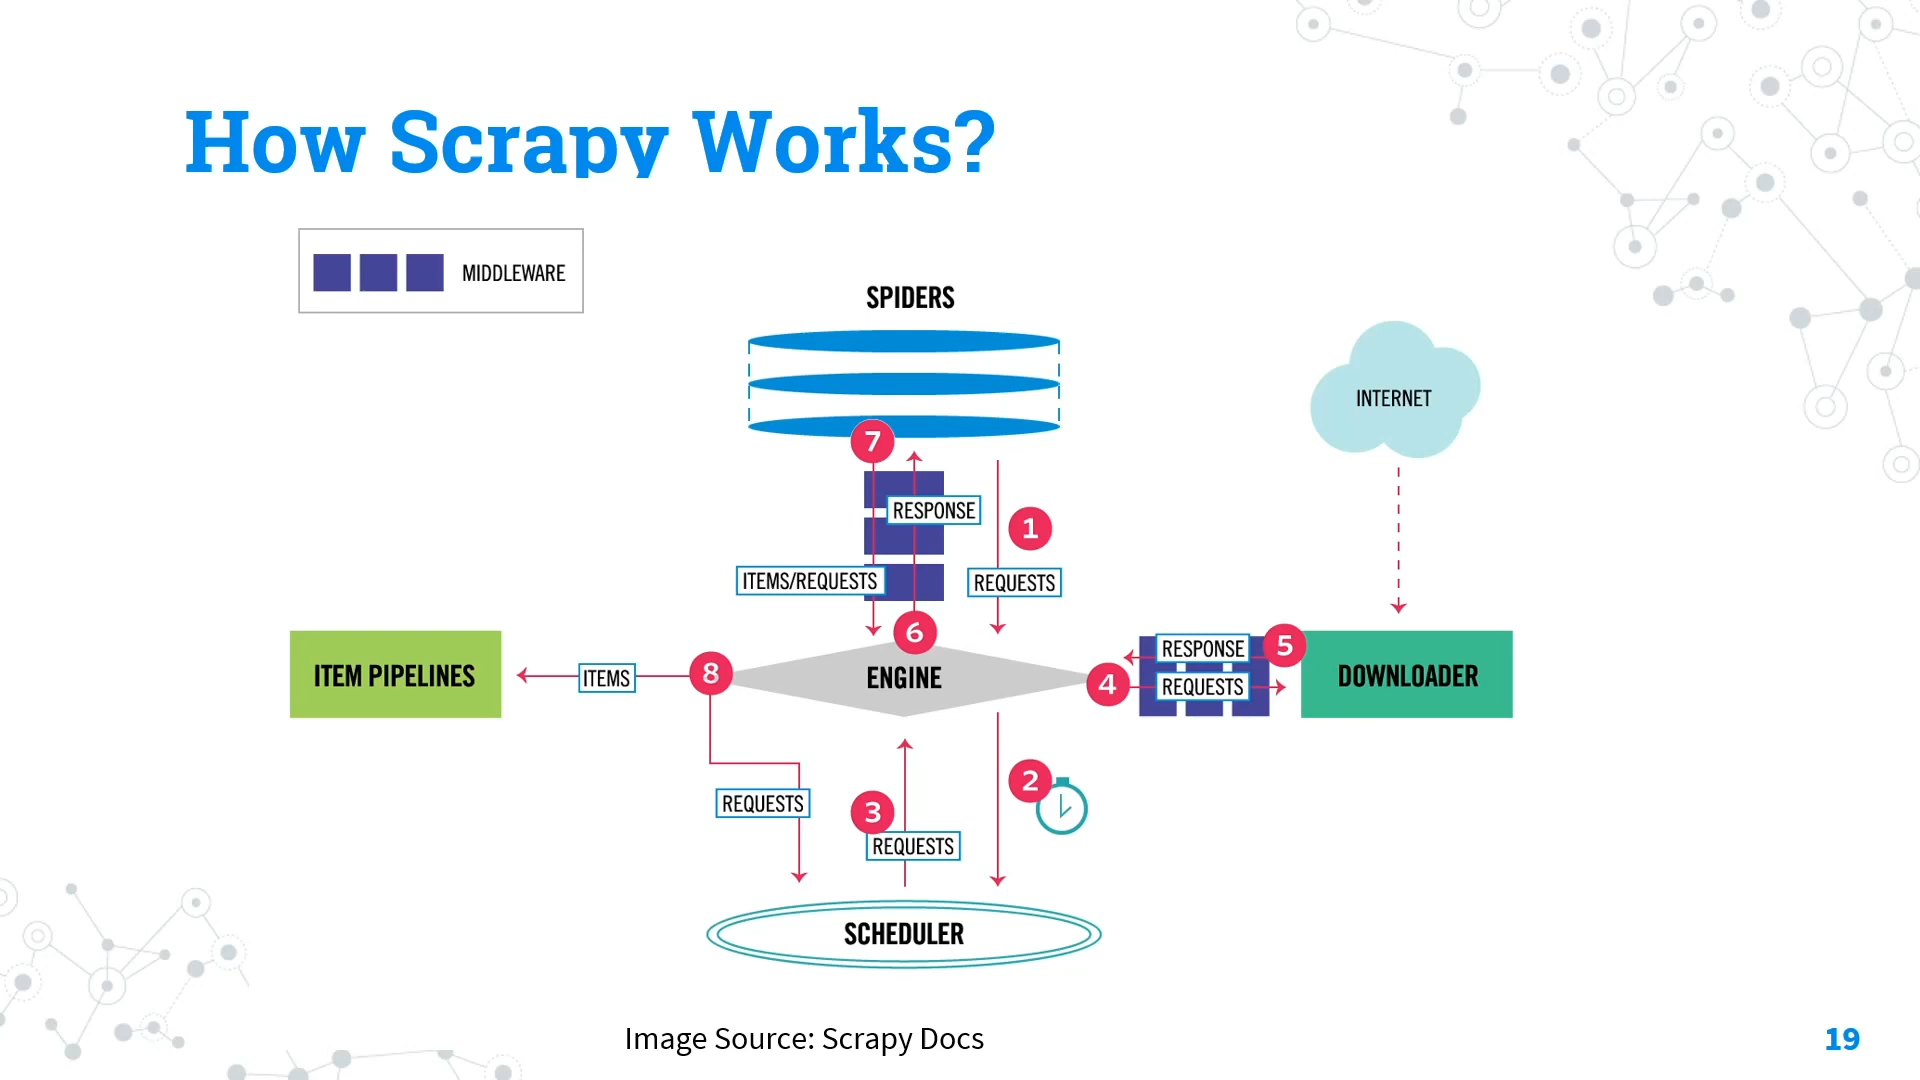 How Scrapy Works?
MIDDLEWARE
SPIDERS
INTERNET
7
RESPONSE
1
ITEMS/REQUESTS
REQUESTS
6
5
RESPONSE
ITEM PIPELINES
ITEMS
8
ENGINE
4
REQUESTS
DOWNLOADER
2
REQUESTS
3
REQUESTS
SCHEDULER
Image Source: Scrapy Docs
19